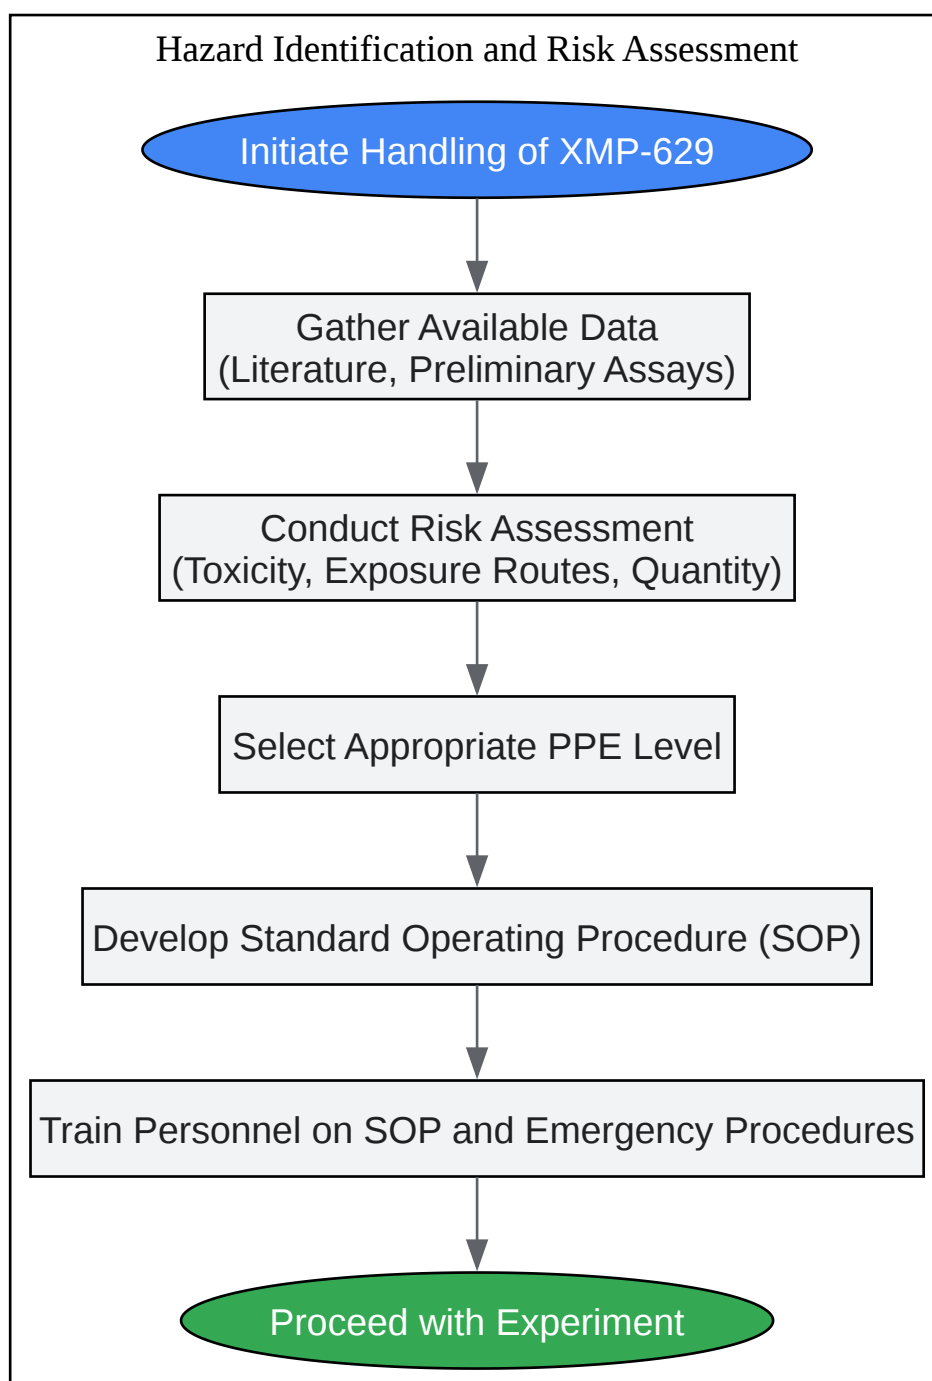 Hazard Identification and Risk Assessment
Initiate Handling of XMP-629
Gather Available Data
(Literature, Preliminary Assays)
Conduct Risk Assessment
(Toxicity, Exposure Routes, Quantity)
Select Appropriate PPE Level
Develop Standard Operating Procedure (SOP)
Train Personnel on SOP and Emergency Procedures
Proceed with Experiment